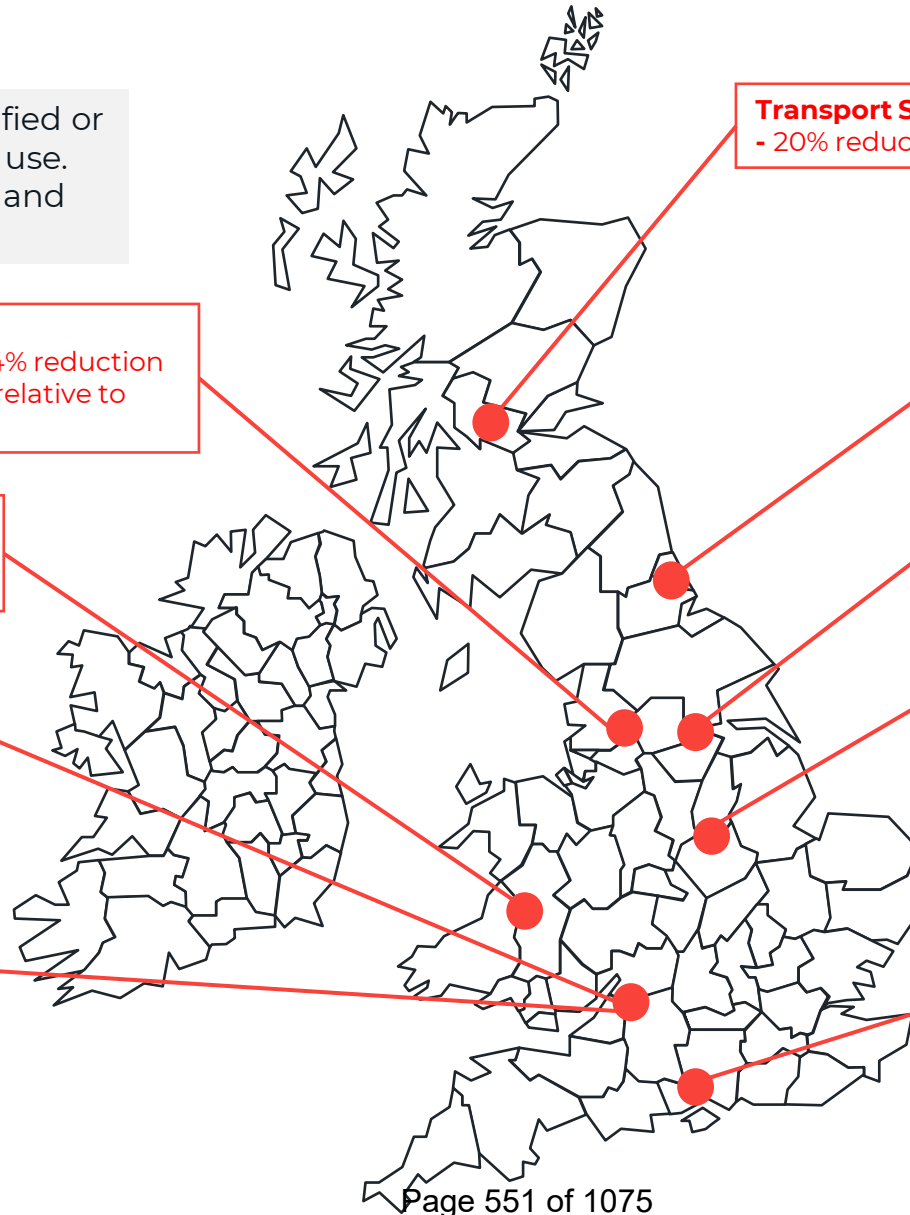 fied or
use.
and
Transport S
- 20% reduc
% reduction
relative to
Page 551 of 1075